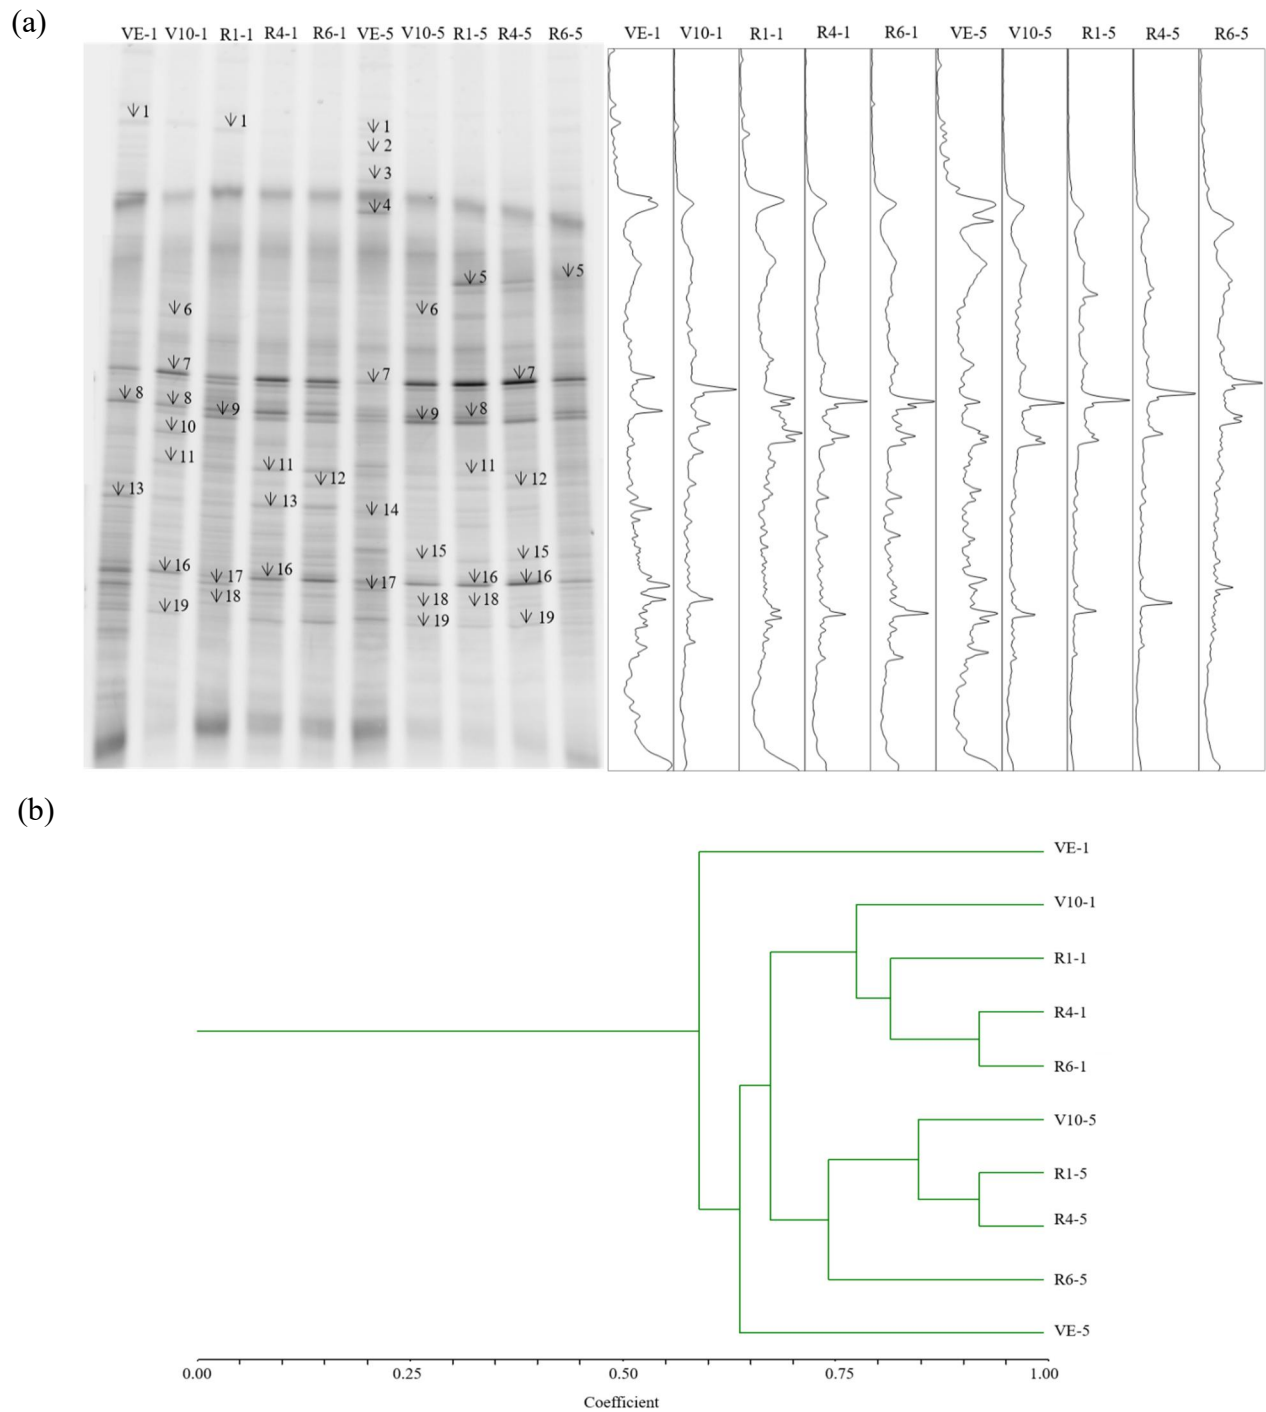 (a)
VE-1 V10-1 R1-1 R4-1 R6-1 VE-5 V10-5 R1-5 R4-5 R6-5 VE-1 V10-1 R1-1 R4-1 R6-1 VE-5 V10-5 R1-5 R4-5 R6-5
↓1
↓1
↓1
↓2
↓3
↓4
↓5
↓5
↓6 ↓6
↓7 ↓7 ↓7
↓8 ↓8 ↓9 ↓9 ↓8
↓10
↓11 ↓11 ↓11
↓12 ↓12
↓13 ↓13
↓14
↓15 ↓15
↓16 ↓17 ↓16 ↓17 ↓16 ↓16
↓18 ↓18 ↓18
↓19 ↓19 ↓19
(b)
VE-1
V10-1
R1-1
R4-1
R6-1
V10-5
R1-5
R4-5
R6-5
VE-5
0.00 0.25 0.50 0.75 1.00
Coefficient